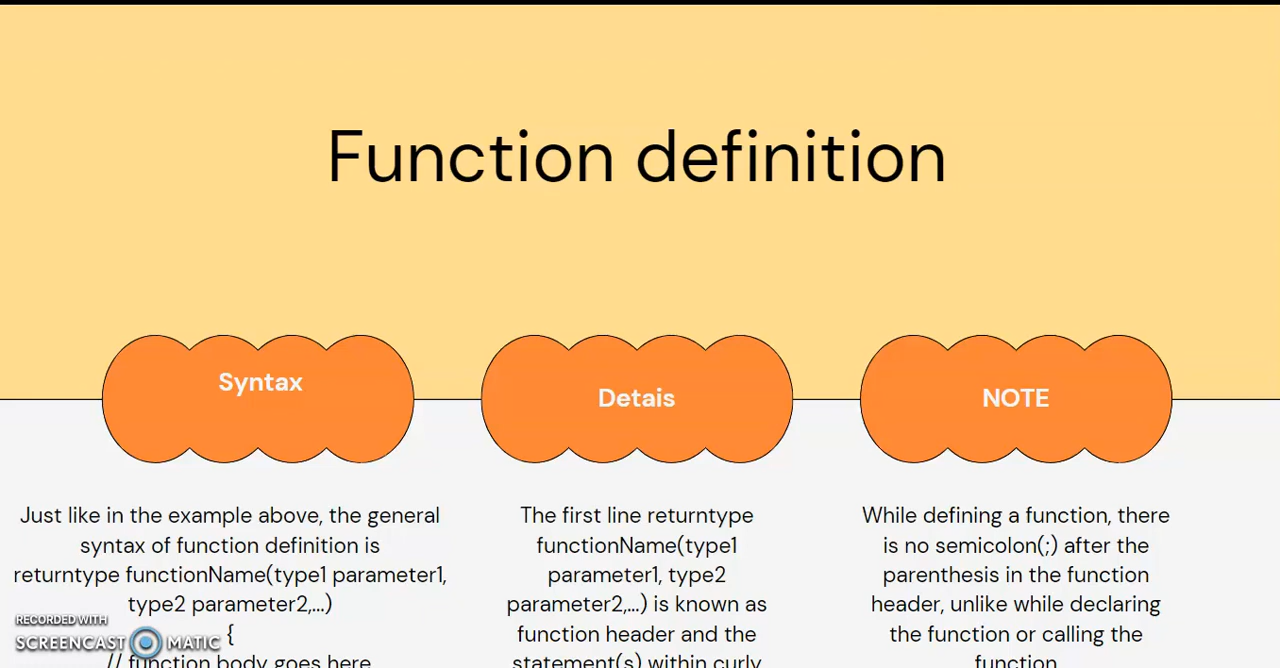 Function definition
Syntax
Detais
NOTE
Just like in the example above, the general
syntax of function definition is
returntype functionName(type1 parameter1,
type2 parameter2,...)
{
// function body goes here
The first line returntype
functionName(type1
parameter1, type2
parameter2,...) is known as
function header and the
statement(s) within curly
While defining a function, there
is no semicolon(;) after the
parenthesis in the function
header, unlike while declaring
the function or calling the
function.
RECORDED WITH
SCREENCAST MATIC